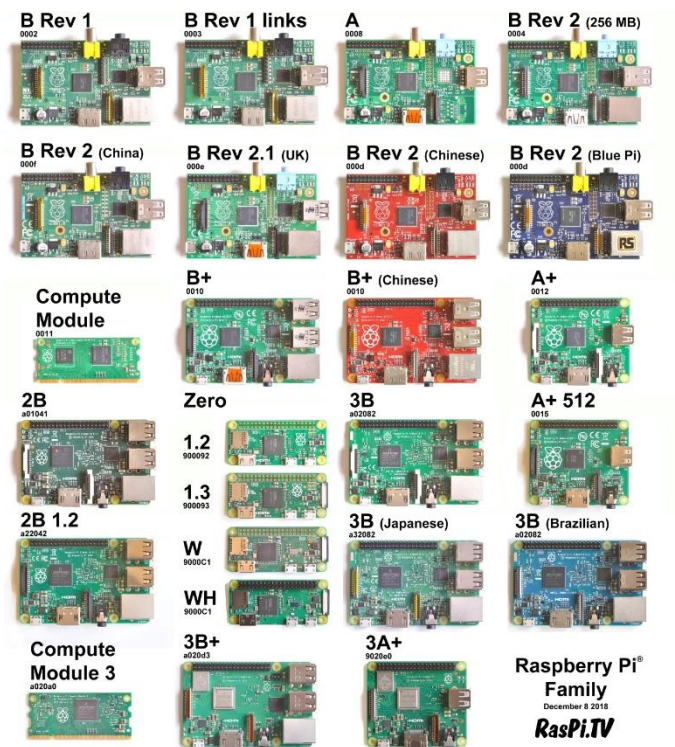 B Rev 1
0002
B Rev 1 links
0003
A
0008
B Rev 2 (256 MB)
0004
B Rev 2 (China)
000f
B Rev 2.1 (UK)
000e
B Rev 2 (Chinese)
000d
B Rev 2 (Blue Pi)
000d
RS
Compute
Module
0011
B+
0010
B+ (Chinese)
0010
A+
0012
2B
a01041
Zero
1.2
900092
1.3
900093
3B
a02082
A+ 512
0015
2B 1.2
a22042
W
9000C1
WH
9000C1
3B (Japanese)
a32082
3B (Brazilian)
a02082
Compute
Module 3
a020a0
3B+
a020d3
3A+
9020e0
Raspberry Pi®
Family
December 8 2018
RasPi.TV